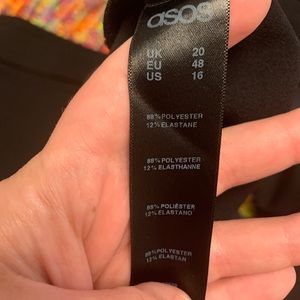 asos
UK 20
EU 48
US 16
88% POLYESTER
12% ELASTANE
88% POLYESTER
12% ELASTHANNE
88% POLIÉSTER
12% ELASTANO
88% POLYESTER
12% ELASTAN